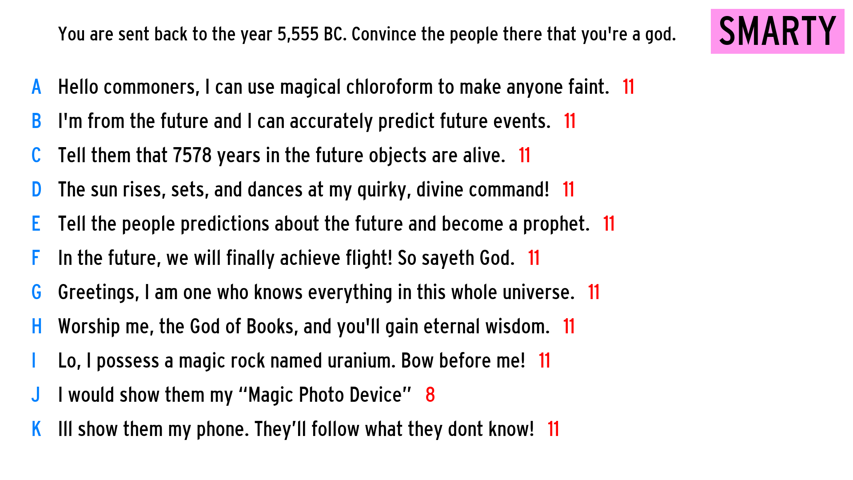 You are sent back to the year 5,555 BC. Convince the people there that you're a god.
SMARTY
A Hello commoners, I can use magical chloroform to make anyone faint. 11
B I'm from the future and I can accurately predict future events. 11
C Tell them that 7578 years in the future objects are alive. 11
D The sun rises, sets, and dances at my quirky, divine command! 11
E Tell the people predictions about the future and become a prophet. 11
F In the future, we will finally achieve flight! So sayeth God. 11
G Greetings, I am one who knows everything in this whole universe. 11
H Worship me, the God of Books, and you'll gain eternal wisdom. 11
I Lo, I possess a magic rock named uranium. Bow before me! 11
J I would show them my “Magic Photo Device” 8
K Ill show them my phone. They’ll follow what they dont know! 11